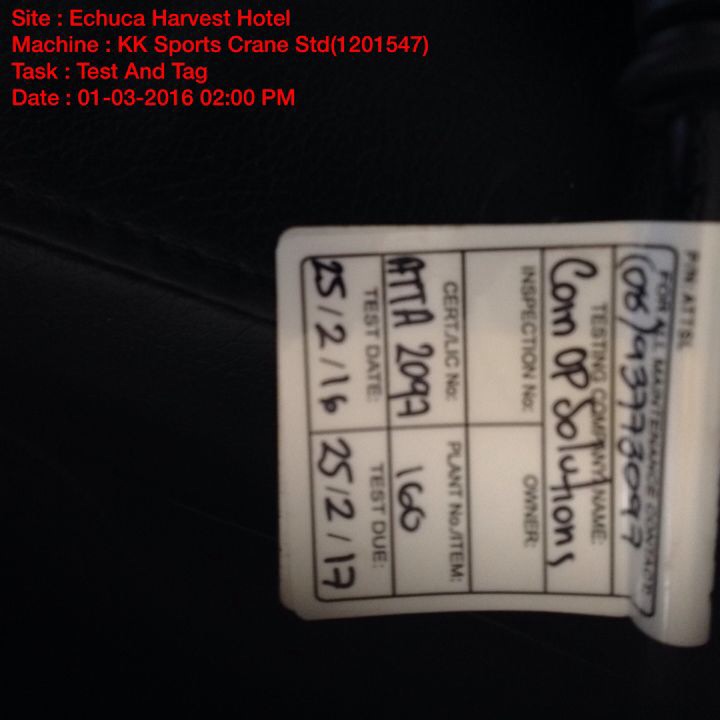 Site : Echuca Harvest Hotel
Machine : KK Sports Crane Std(1201547)
Task : Test And Tag
Date : 01-03-2016 02:00 PM
P/N ATTSL
FOR ALL MAINTENANCE CONTACT
(08)93773097
TESTING COMPANY NAME:
Com OP Solutions
INSPECTION No: OWNER:
CERT./LIC No: PLANT No./ITEM:
ATTA 2097 160
TEST DATE: TEST DUE:
25/2/16 25/2/17